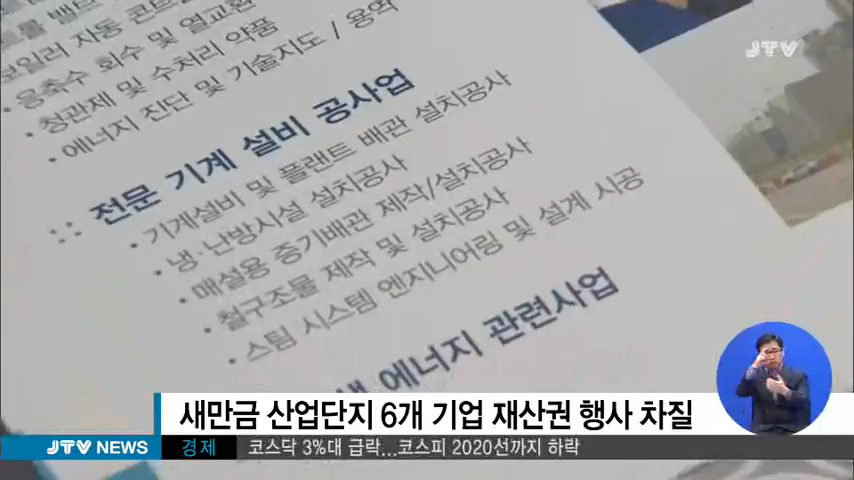 보일러 자동 콘트롤
• 응축수 회수 및 열교환
• 청관제 및 수처리 약품
• 에너지 진단 및 기술지도 / 용역
전문 기계 설비 공사업
• 기계설비 및 플랜트 배관 설치공사
• 냉·난방시설 설치공사
• 매설용 증기배관 제작/설치공사
• 철구조물 제작 및 설치공사
• 스팀 시스템 엔지니어링 및 설계 시공
에너지 관련사업
JTV
새만금 산업단지 6개 기업 재산권 행사 차질
JTV NEWS 경제 코스닥 3%대 급락...코스피 2020선까지 하락